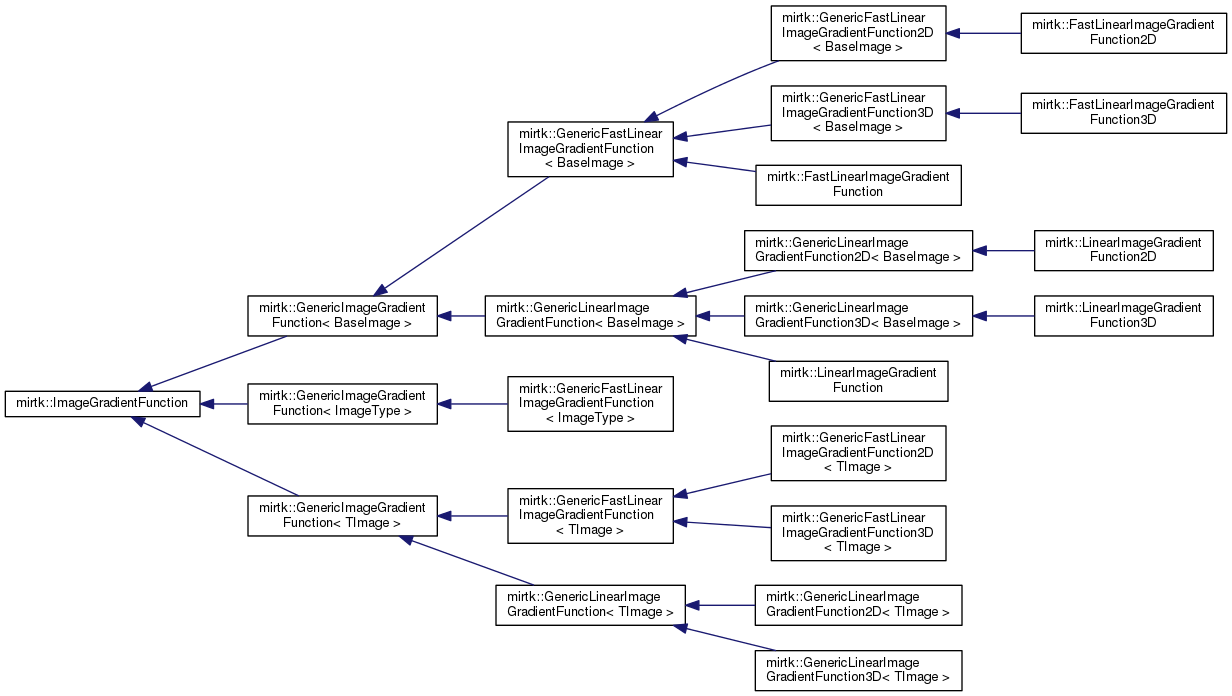 mirtk::GenericFastLinear
ImageGradientFunction2D
< BaseImage >
mirtk::FastLinearImageGradient
Function2D
mirtk::GenericFastLinear
ImageGradientFunction3D
< BaseImage >
mirtk::FastLinearImageGradient
Function3D
mirtk::GenericFastLinear
ImageGradientFunction
< BaseImage >
mirtk::FastLinearImageGradient
Function
mirtk::GenericLinearImage
GradientFunction2D< BaseImage >
mirtk::LinearImageGradient
Function2D
mirtk::GenericImageGradient
Function< BaseImage >
mirtk::GenericLinearImage
GradientFunction< BaseImage >
mirtk::GenericLinearImage
GradientFunction3D< BaseImage >
mirtk::LinearImageGradient
Function3D
mirtk::LinearImageGradient
Function
mirtk::ImageGradientFunction
mirtk::GenericImageGradient
Function< ImageType >
mirtk::GenericFastLinear
ImageGradientFunction
< ImageType >
mirtk::GenericFastLinear
ImageGradientFunction2D
< TImage >
mirtk::GenericImageGradient
Function< TImage >
mirtk::GenericFastLinear
ImageGradientFunction
< TImage >
mirtk::GenericFastLinear
ImageGradientFunction3D
< TImage >
mirtk::GenericLinearImage
GradientFunction< TImage >
mirtk::GenericLinearImage
GradientFunction2D< TImage >
mirtk::GenericLinearImage
GradientFunction3D< TImage >